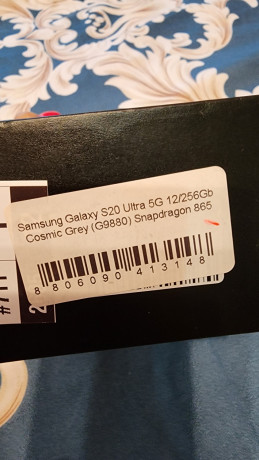 Samsung Galaxy S20 Ultra 5G 12/256Gb
Cosmic Grey (G9880) Snapdragon 865
8 806090 413148